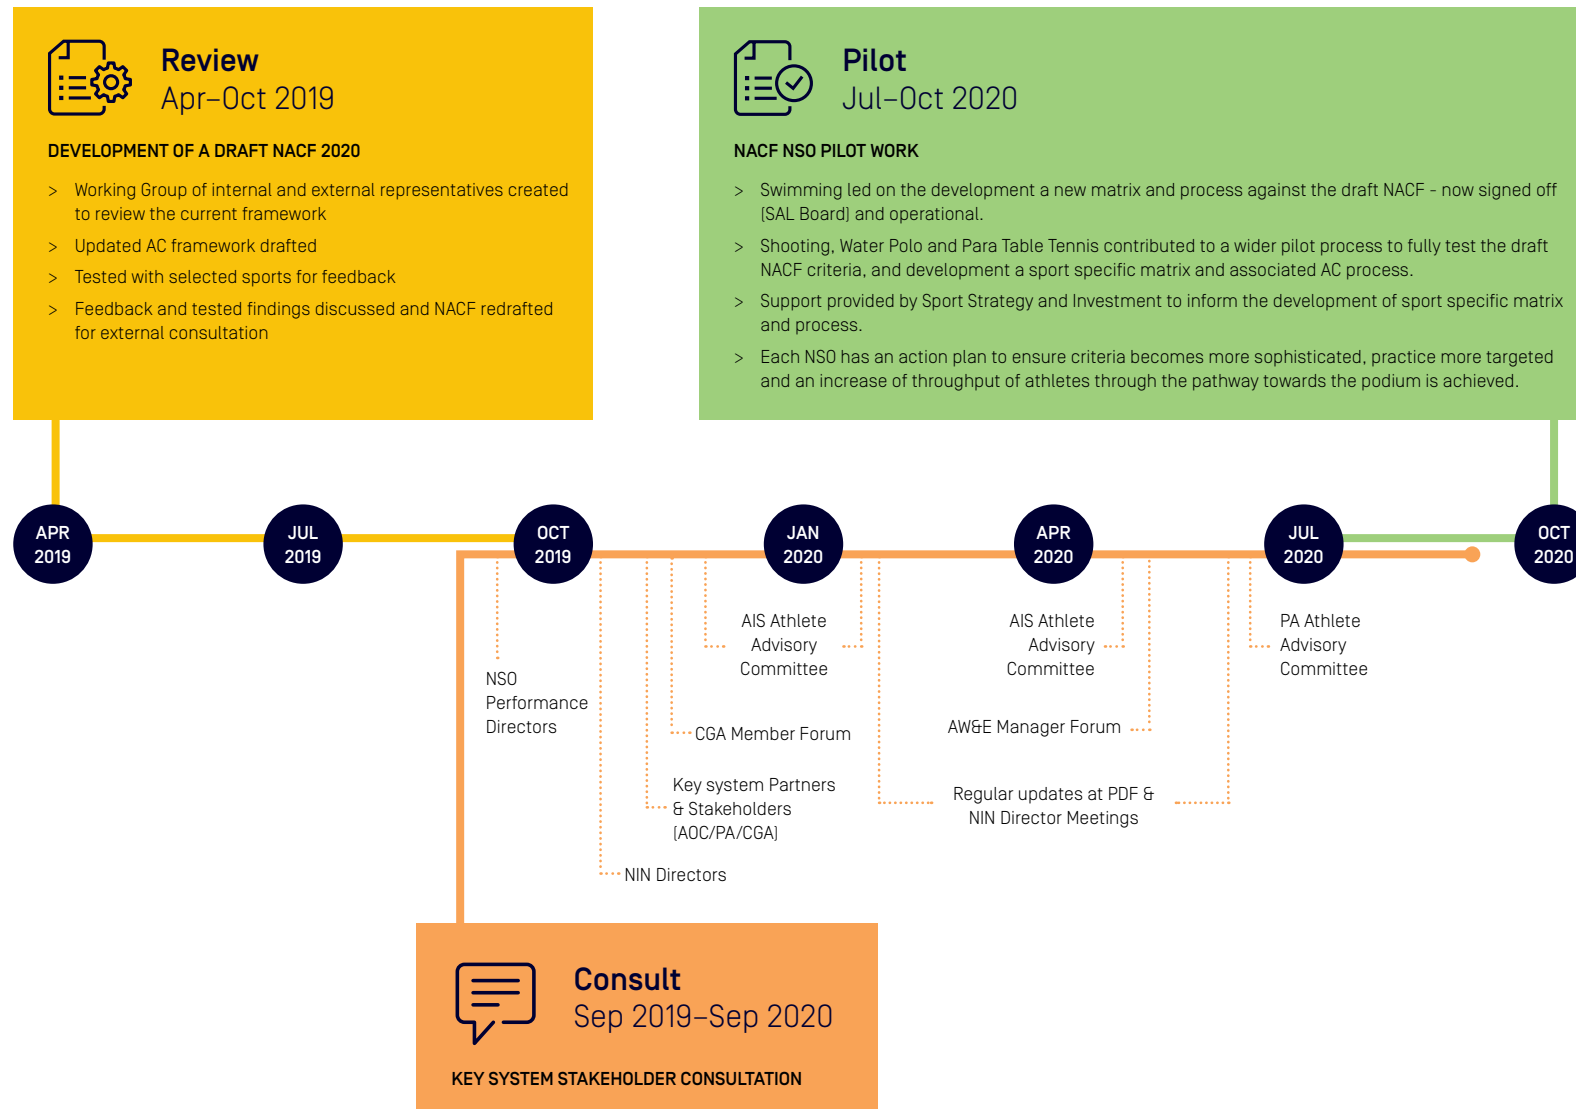 Review
Apr–Oct 2019
DEVELOPMENT OF A DRAFT NACF 2020
> Working Group of internal and external representatives created
to review the current framework
> Updated AC framework drafted
> Tested with selected sports for feedback
> Feedback and tested findings discussed and NACF redrafted
for external consultation
Pilot
Jul–Oct 2020
NACF NSO PILOT WORK
> Swimming led on the development a new matrix and process against the draft NACF - now signed off
(SAL Board) and operational.
> Shooting, Water Polo and Para Table Tennis contributed to a wider pilot process to fully test the draft
NACF criteria, and development a sport specific matrix and associated AC process.
> Support provided by Sport Strategy and Investment to inform the development of sport specific matrix
and process.
> Each NSO has an action plan to ensure criteria becomes more sophisticated, practice more targeted
and an increase of throughput of athletes through the pathway towards the podium is achieved.
APR
2019
JUL
2019
OCT
2019
JAN
2020
APR
2020
JUL
2020
OCT
2020
NSO
Performance
Directors
AIS Athlete
Advisory
Committee
CGA Member Forum
Key system Partners
& Stakeholders
(AOC/PA/CGA)
NIN Directors
AIS Athlete
Advisory
Committee
AW&E Manager Forum
Regular updates at PDF &
NIN Director Meetings
PA Athlete
Advisory
Committee
Consult
Sep 2019–Sep 2020
KEY SYSTEM STAKEHOLDER CONSULTATION